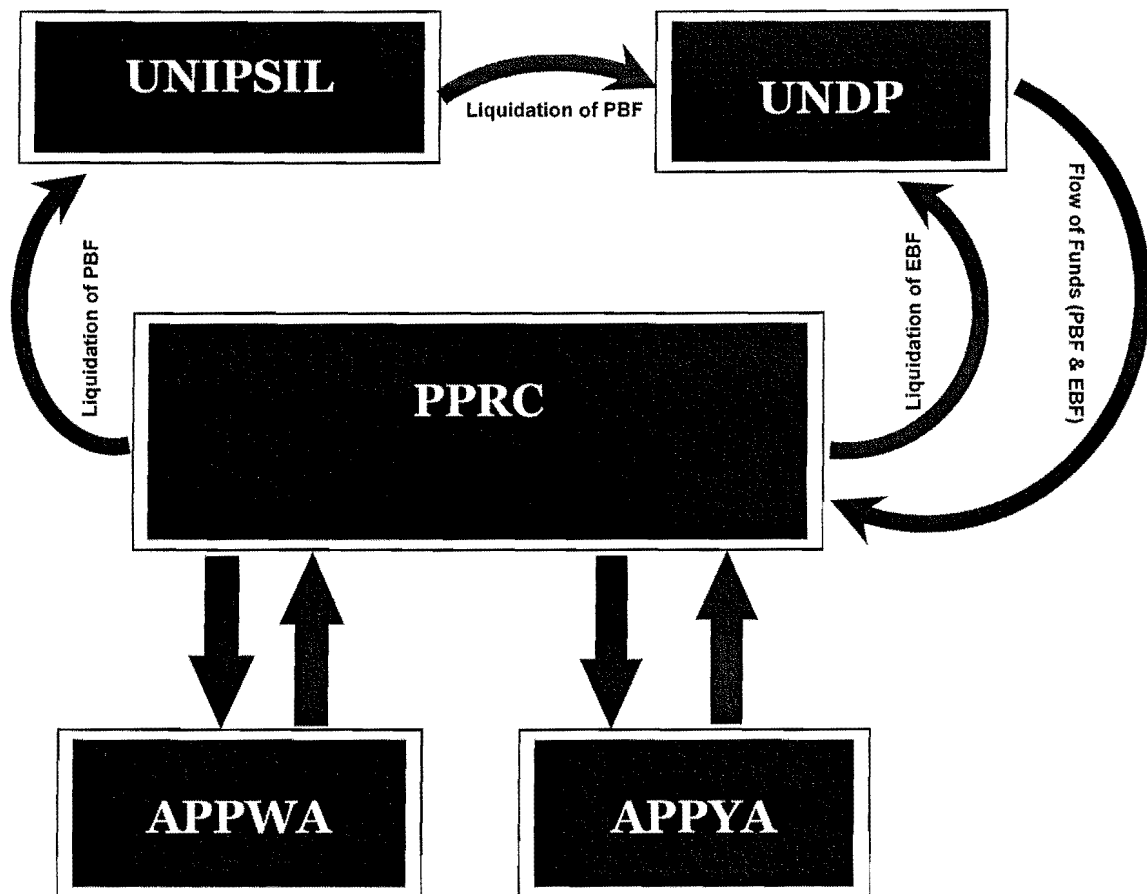 UNIPSIL
Liquidation of PBF
UNDP
Liquidation of PBF
Liquidation of EBF
Flow of Funds (PBF & EBF)
PPRC
APPWA
APPYA